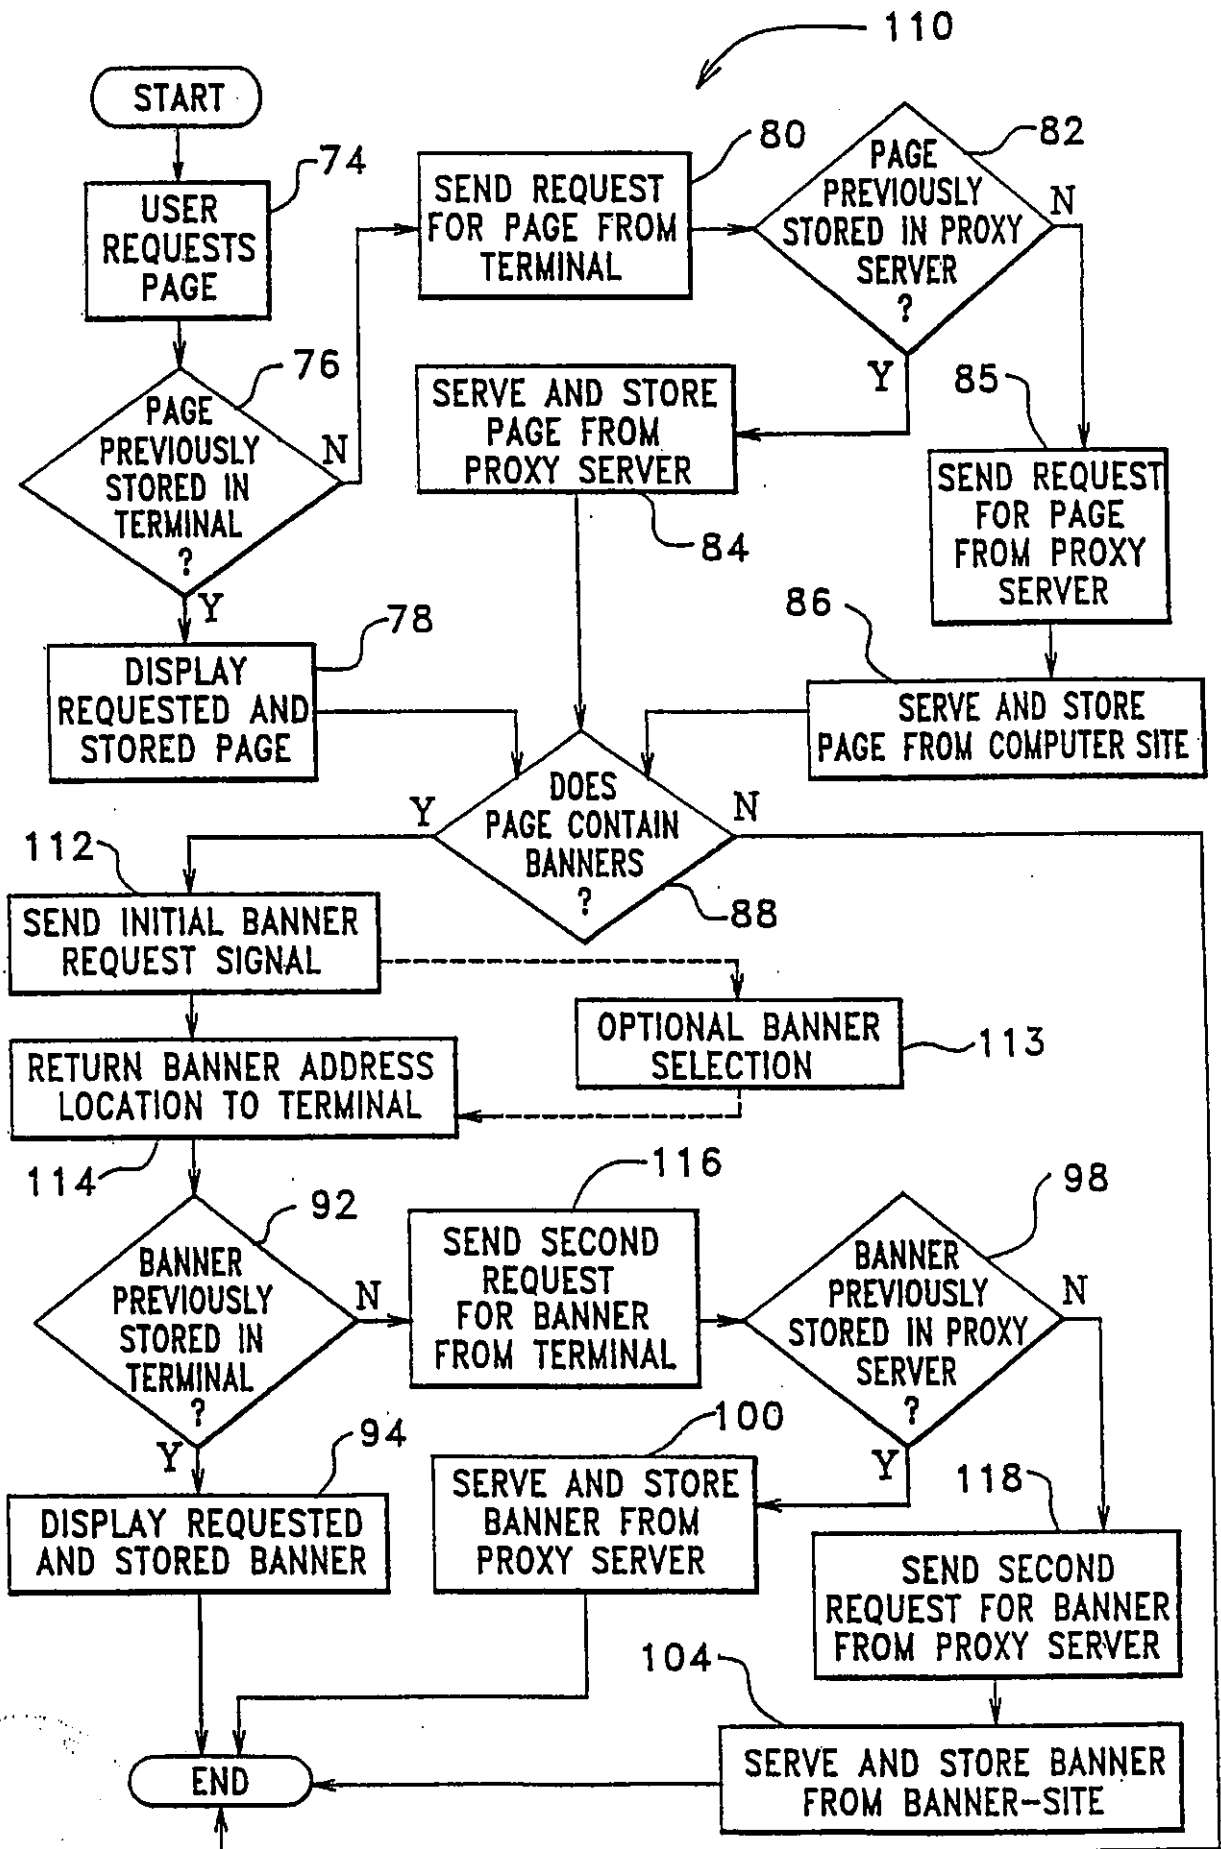 110
START
74
USER
REQUESTS
PAGE
80
SEND REQUEST
FOR PAGE FROM
TERMINAL
82
PAGE
PREVIOUSLY
STORED IN PROXY
SERVER
?
N
Y
76
PAGE
PREVIOUSLY
STORED IN
TERMINAL
?
N
Y
SERVE AND STORE
PAGE FROM
PROXY SERVER
84
85
SEND REQUEST
FOR PAGE
FROM PROXY
SERVER
78
DISPLAY
REQUESTED AND
STORED PAGE
86
SERVE AND STORE
PAGE FROM COMPUTER SITE
DOES
PAGE CONTAIN
BANNERS
?
Y
N
88
112
SEND INITIAL BANNER
REQUEST SIGNAL
OPTIONAL BANNER
SELECTION
113
RETURN BANNER ADDRESS
LOCATION TO TERMINAL
114
92
BANNER
PREVIOUSLY
STORED IN
TERMINAL
?
N
Y
116
SEND SECOND
REQUEST
FOR BANNER
FROM TERMINAL
98
BANNER
PREVIOUSLY
STORED IN PROXY
SERVER
?
N
Y
94
DISPLAY REQUESTED
AND STORED BANNER
100
SERVE AND STORE
BANNER FROM
PROXY SERVER
118
SEND SECOND
REQUEST FOR BANNER
FROM PROXY SERVER
104
SERVE AND STORE BANNER
FROM BANNER-SITE
END